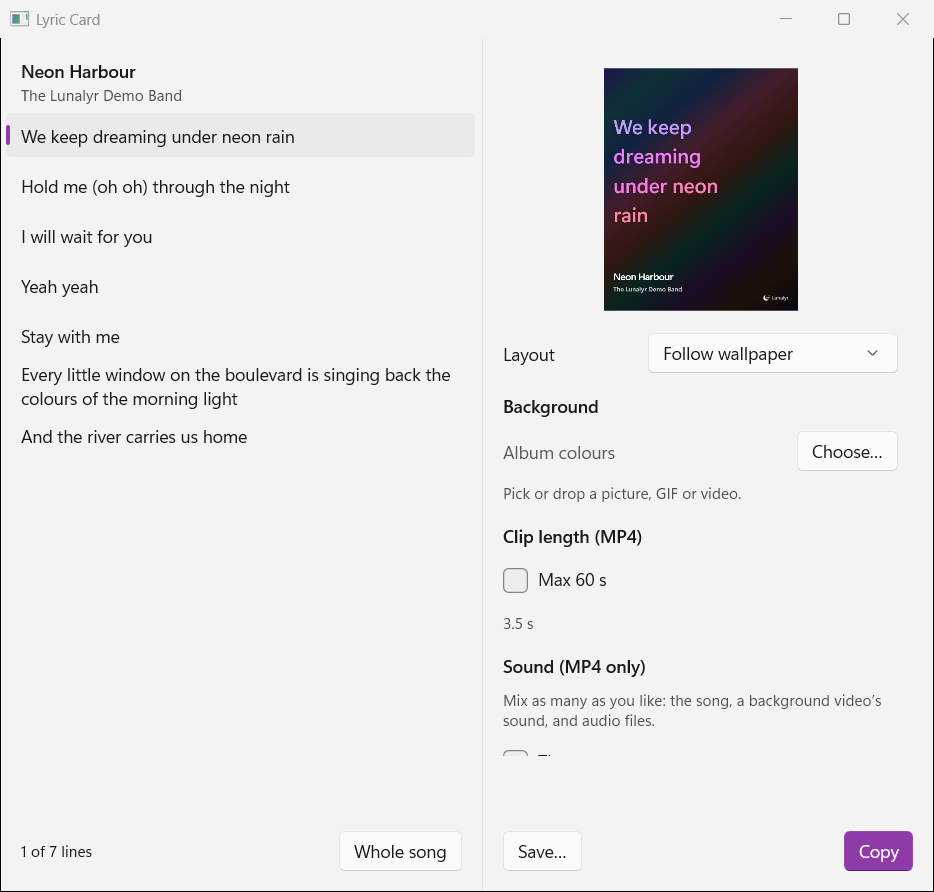 Lyric Card
Neon Harbour
The Lunalyr Demo Band
We keep dreaming under neon rain
Hold me (oh oh) through the night
I will wait for you
Yeah yeah
Stay with me
Every little window on the boulevard is singing back the
colours of the morning light
And the river carries us home
1 of 7 lines
Whole song
We keep
dreaming
under neon
rain
Neon Harbour
The Lunalyr Demo Band
Lunalyr
Layout
Follow wallpaper
Background
Album colours
Choose...
Pick or drop a picture, GIF or video.
Clip length (MP4)
Max 60 s
3.5 s
Sound (MP4 only)
Mix as many as you like: the song, a background video’s
sound, and audio files.
Save...
Copy